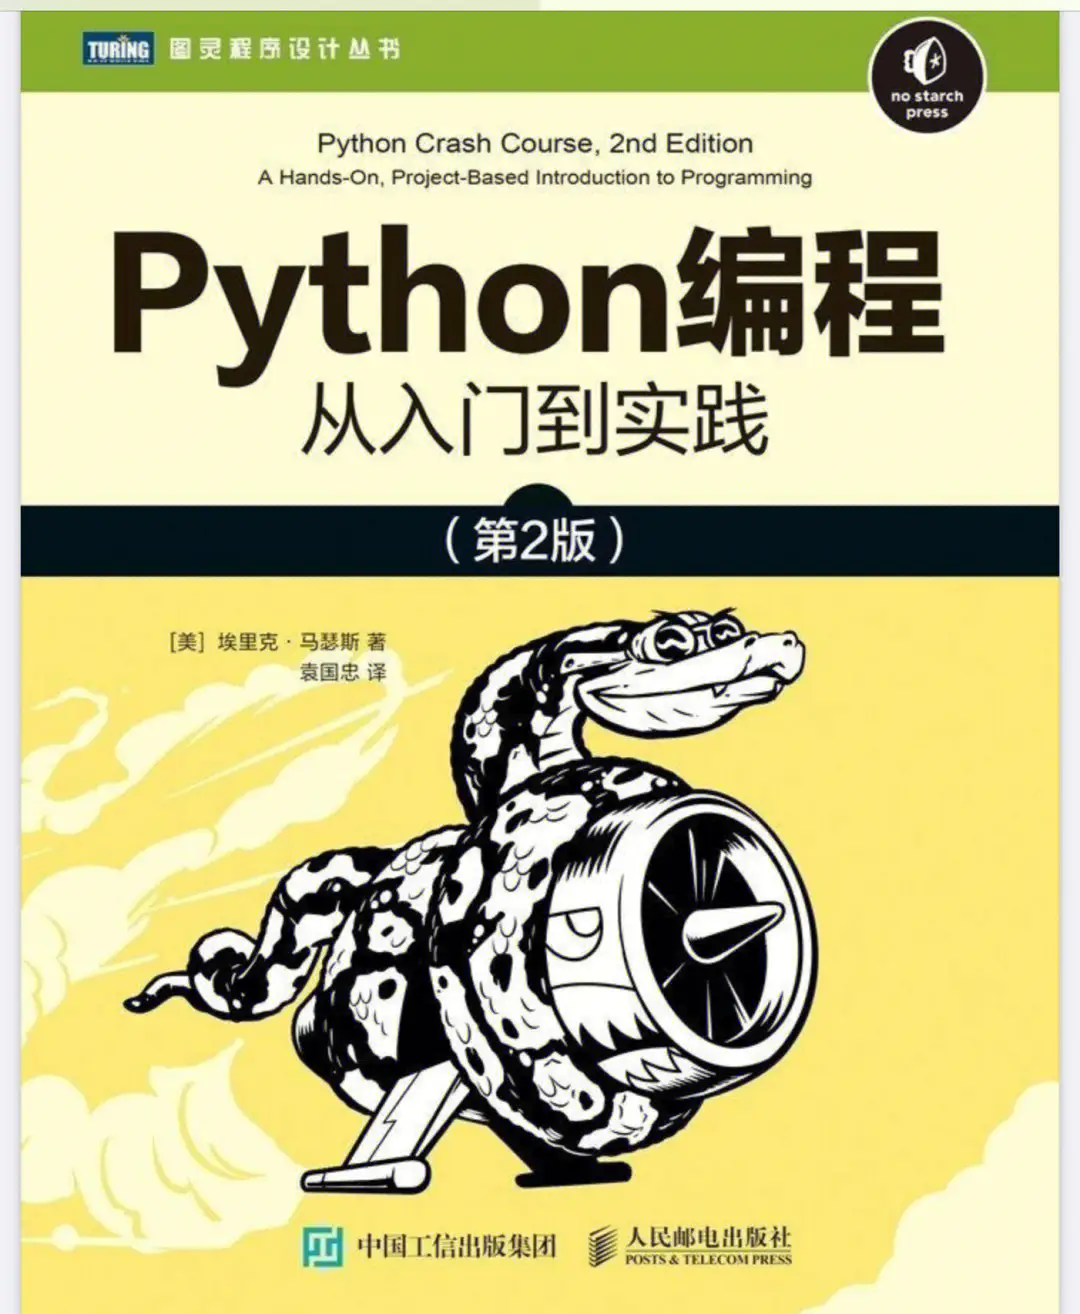 TURING 图灵程序设计丛书
no starch
press
Python Crash Course, 2nd Edition
A Hands-On, Project-Based Introduction to Programming
Python编程
从入门到实践
（第2版）
[美] 埃里克·马瑟斯 著
袁国忠 译
中国工信出版集团
人民邮电出版社
POSTS & TELECOM PRESS